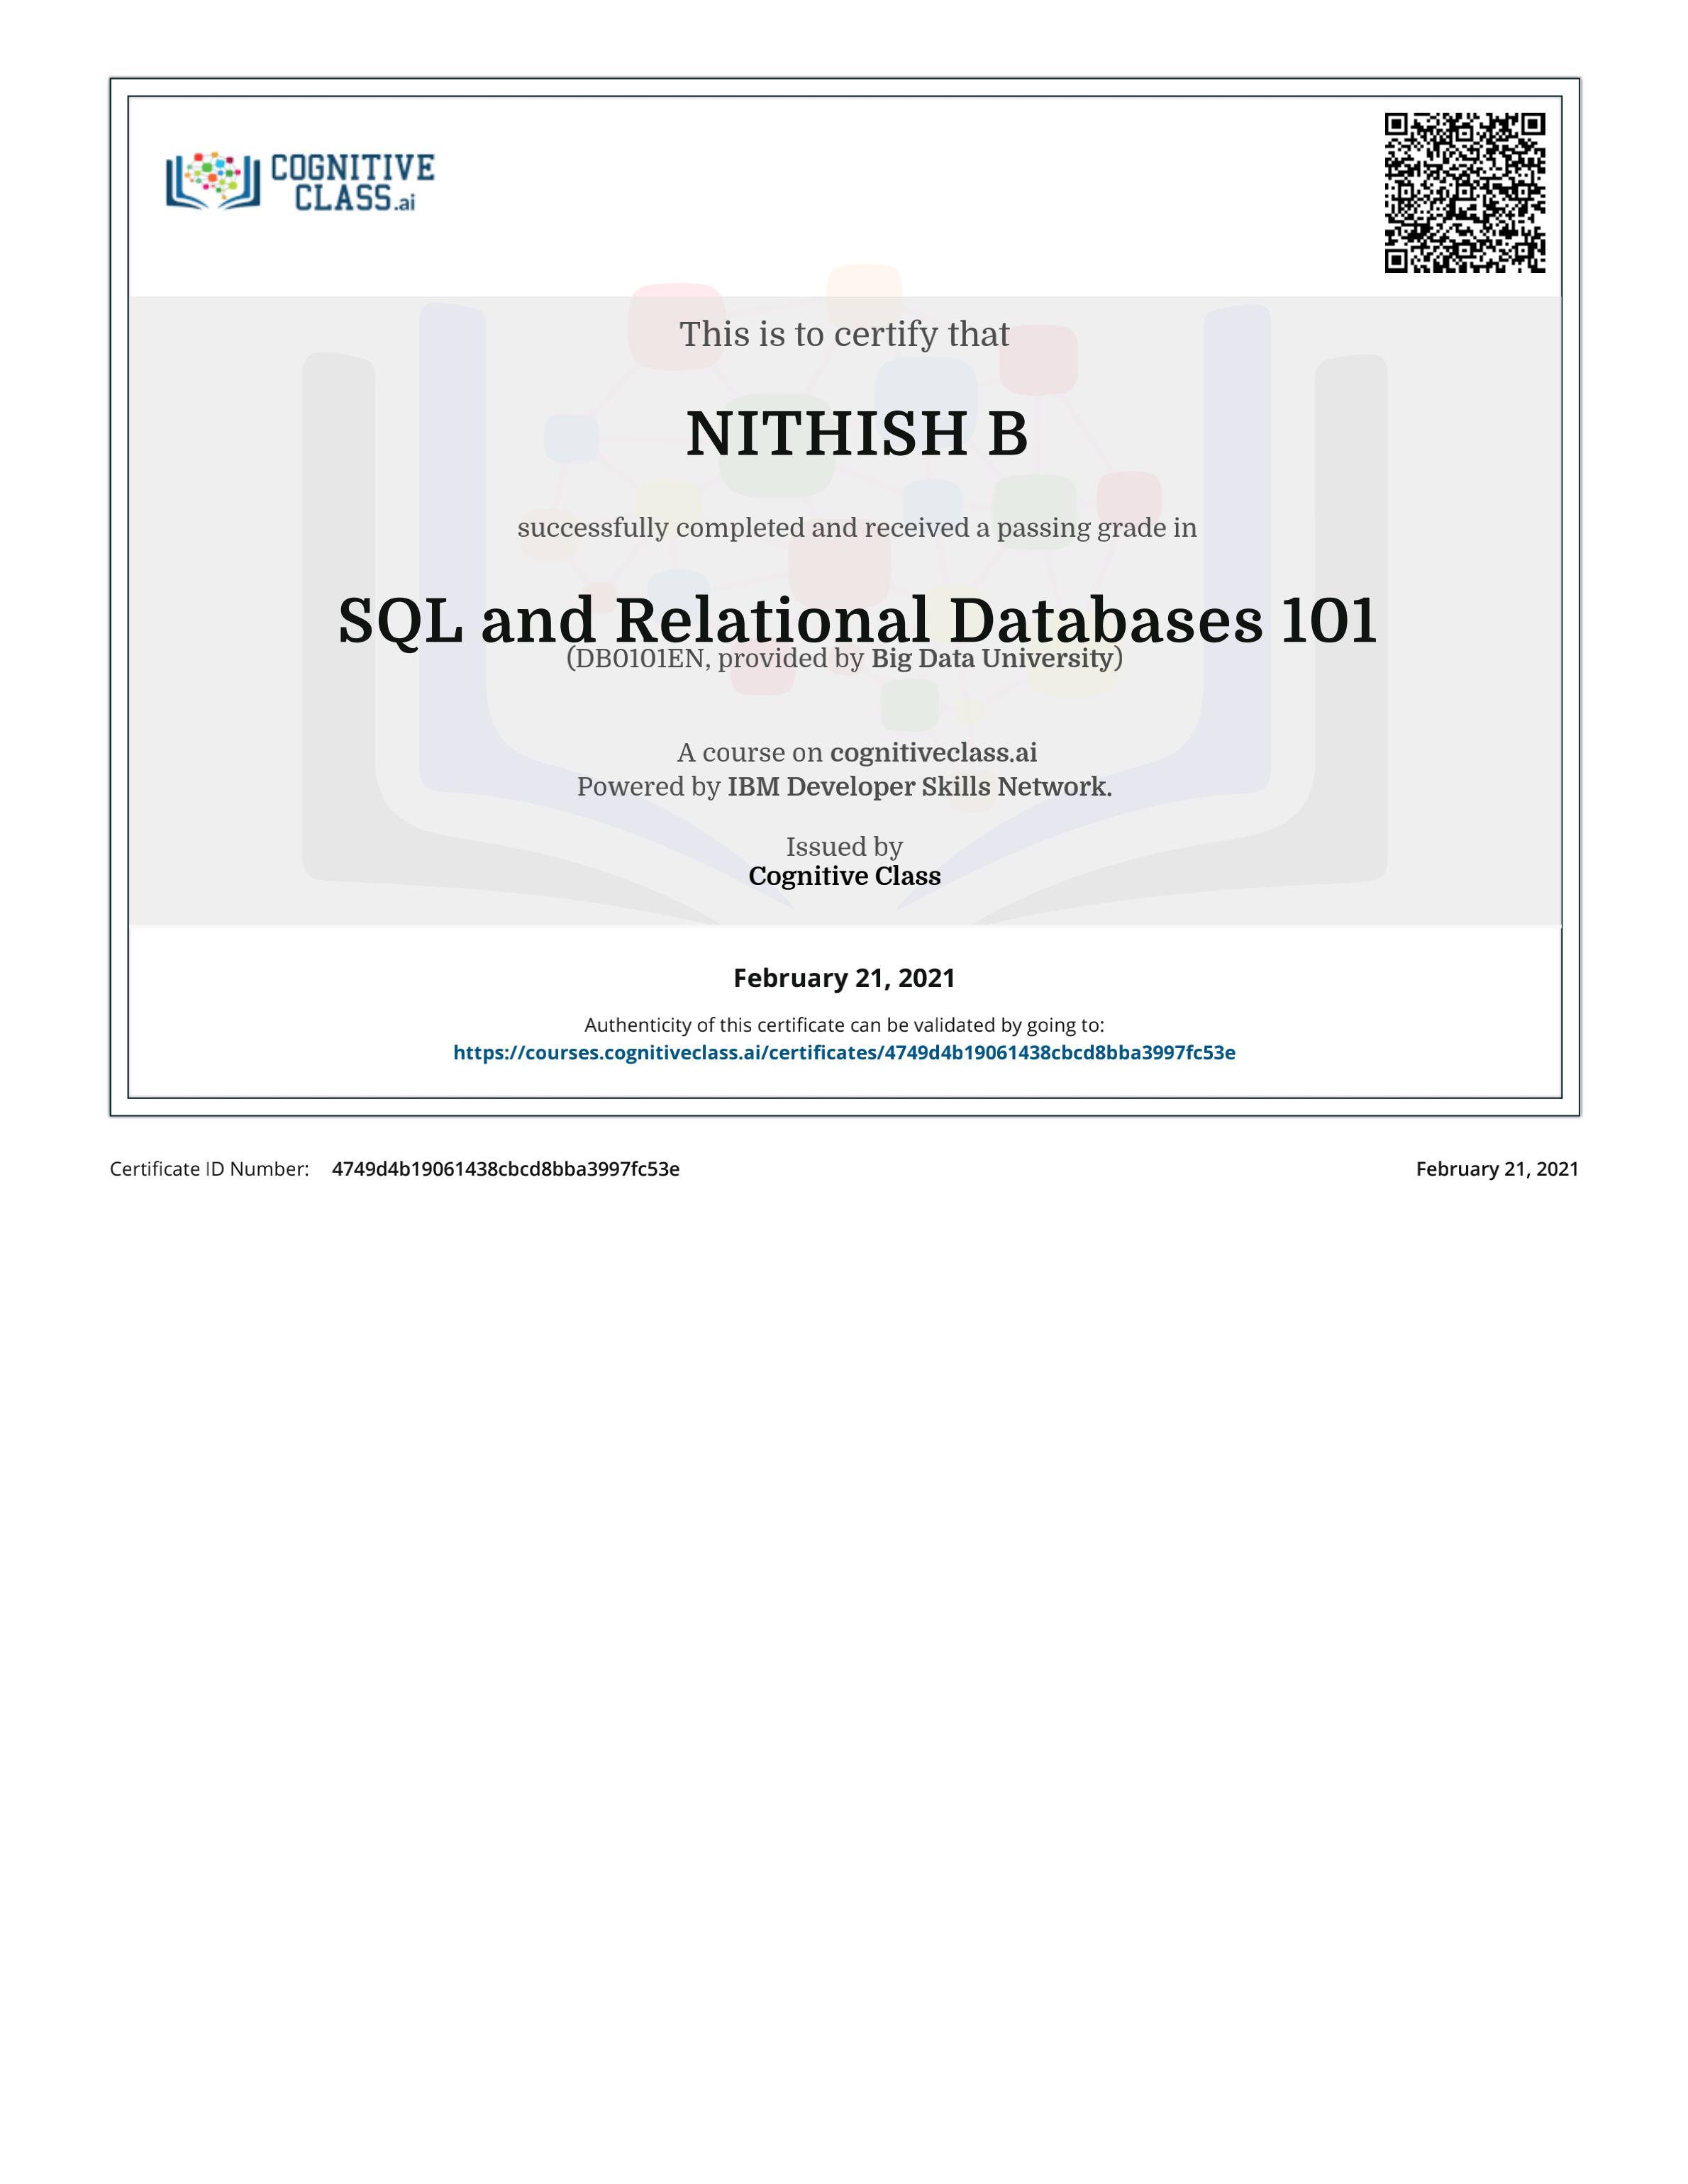 COGNITIVE
CLASS.ai
This is to certify that
NITHISH B
successfully completed and received a passing grade in
SQL and Relational Databases 101
(DB0101EN, provided by Big Data University)
A course on cognitiveclass.ai
Powered by IBM Developer Skills Network.
Issued by
Cognitive Class
February 21, 2021
Authenticity of this certificate can be validated by going to:
https://courses.cognitiveclass.ai/certificates/4749d4b19061438cbcd8bba3997fc53e
Certificate ID Number: 4749d4b19061438cbcd8bba3997fc53e
February 21, 2021